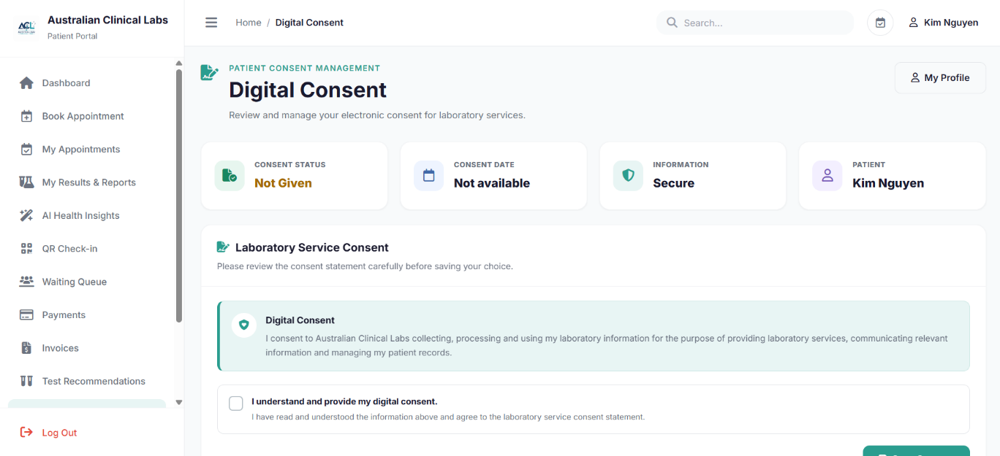 Australian Clinical Labs
Patient Portal
ACL
Home / Digital Consent
Search...
Kim Nguyen
Dashboard
Book Appointment
My Appointments
My Results & Reports
AI Health Insights
QR Check-in
Waiting Queue
Payments
Invoices
Test Recommendations
Log Out
PATIENT CONSENT MANAGEMENT
Digital Consent
Review and manage your electronic consent for laboratory services.
My Profile
CONSENT STATUS
Not Given
CONSENT DATE
Not available
INFORMATION
Secure
PATIENT
Kim Nguyen
Laboratory Service Consent
Please review the consent statement carefully before saving your choice.
Digital Consent
I consent to Australian Clinical Labs collecting, processing and using my laboratory information for the purpose of providing laboratory services, communicating relevant
information and managing my patient records.
I understand and provide my digital consent.
I have read and understood the information above and agree to the laboratory service consent statement.